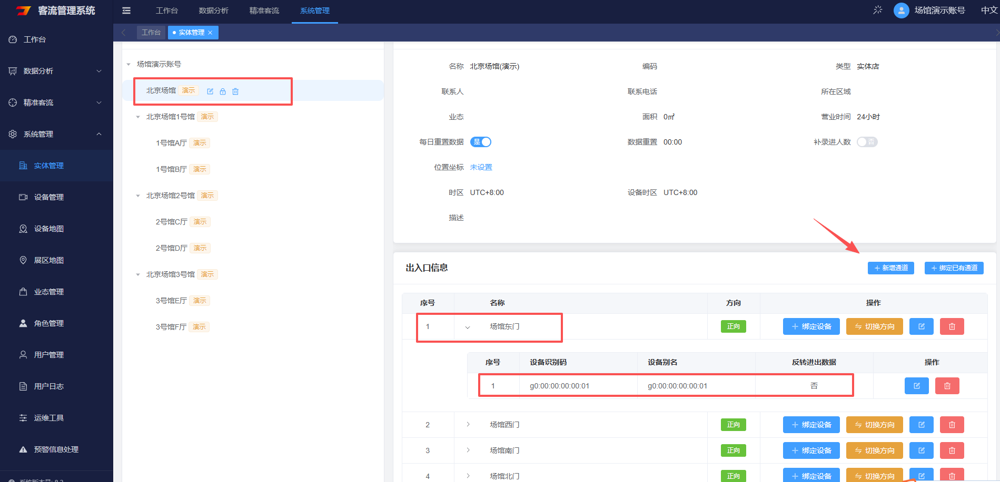 客流管理系统
工作台
数据分析
精准客流
系统管理
场馆演示账号
中文
工作台
实体管理
工作台
数据分析
精准客流
系统管理
实体管理
设备管理
设备地图
展区地图
业态管理
角色管理
用户管理
用户日志
运维工具
预警信息处理
场馆演示账号
北京场馆 演示
北京场馆1号馆 演示
1号馆A厅 演示
1号馆B厅 演示
北京场馆2号馆 演示
2号馆C厅 演示
2号馆D厅 演示
北京场馆3号馆 演示
3号馆E厅 演示
3号馆F厅 演示
名称 北京场馆(演示) 编码 类型 实体店
联系人 联系电话 所在区域
业态 面积 0㎡ 营业时间 24小时
每日重置数据 是 数据重置 00:00 补录进人数 否
位置坐标 未设置
时区 UTC+8:00 设备时区 UTC+8:00
描述
出入口信息 新增通道 绑定已有通道
序号 名称 方向 操作
1 场馆东门 正向 绑定设备 切换方向
序号 设备识别码 设备别名 反转进出数据 操作
1 g0:00:00:00:00:01 g0:00:00:00:00:01 否
2 场馆西门 正向 绑定设备 切换方向
3 场馆南门 正向 绑定设备 切换方向
4 场馆北门 正向 绑定设备 切换方向